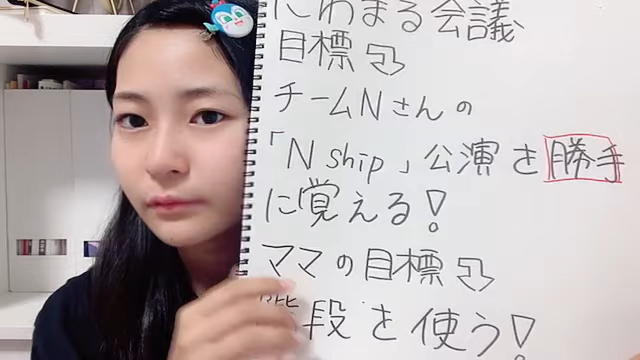 にわまる会議
目標
チームNさんの
「N ship」公演を勝手
に覚える!
ママの目標
階段を使う!